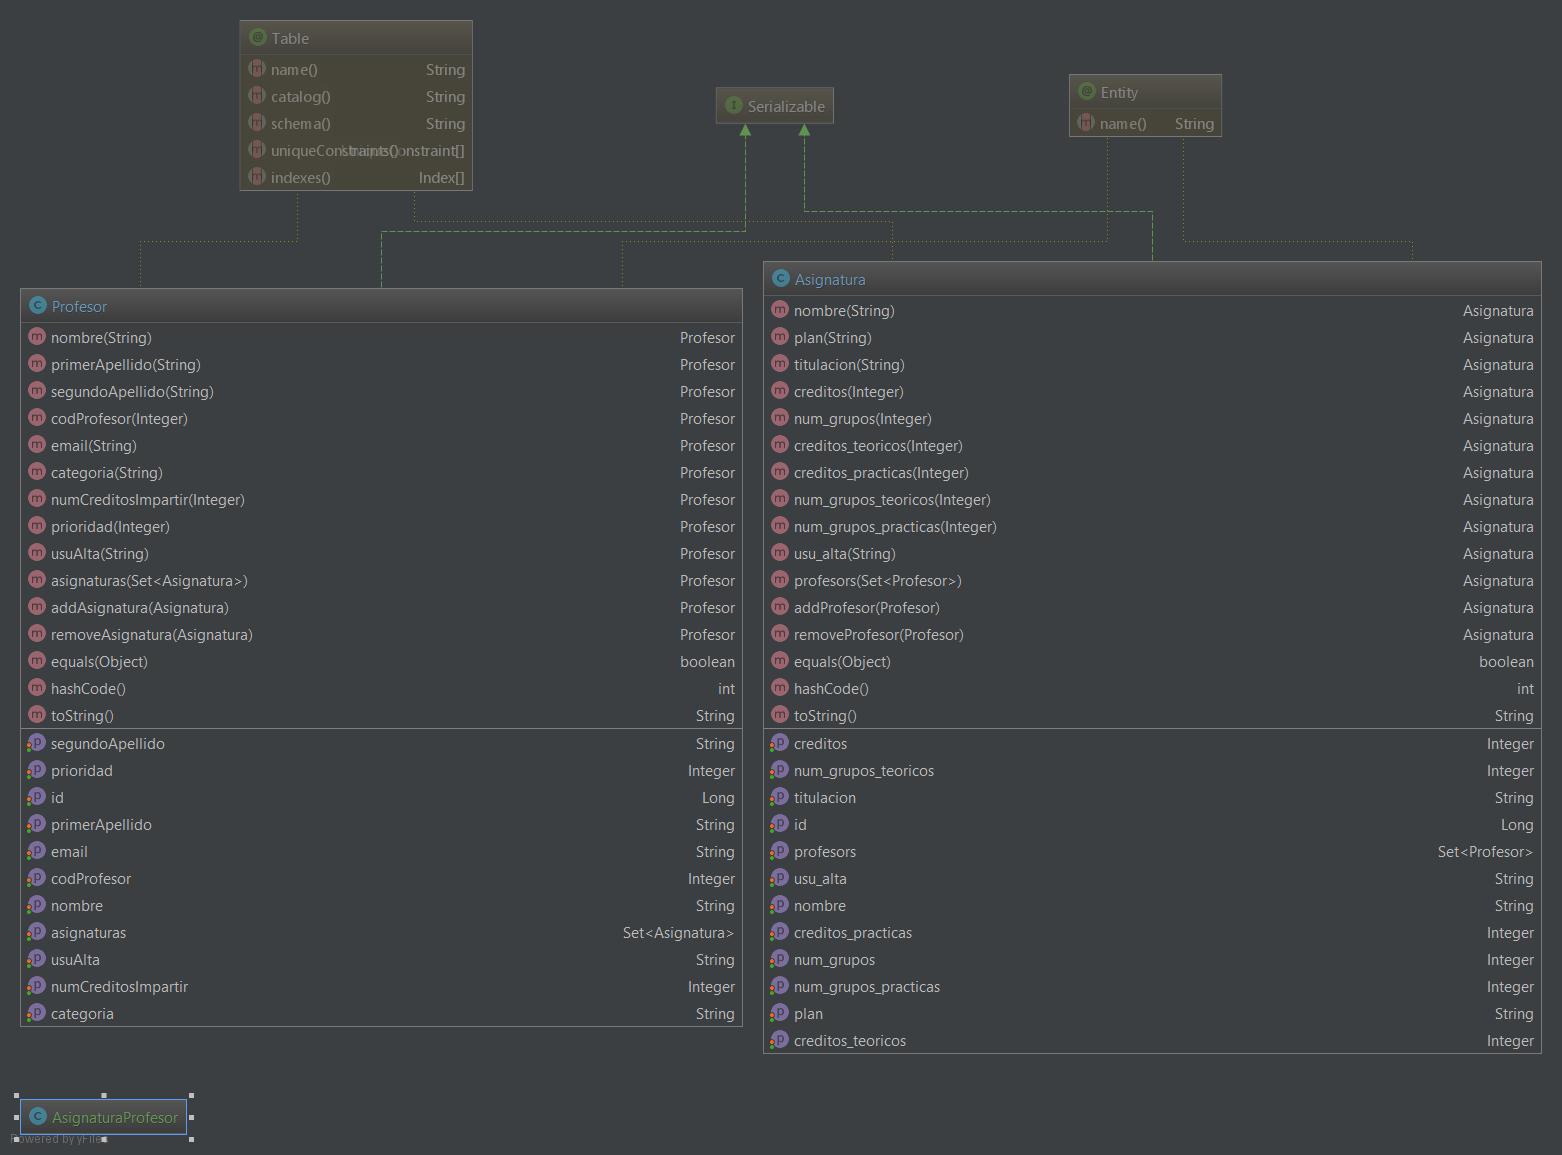 Table
name() String
catalog() String
schema() String
uniqueConstraints()
indexes() Index[]
Serializable
Entity
name() String
Profesor
nombre(String) Profesor
primerApellido(String) Profesor
segundoApellido(String) Profesor
codProfesor(Integer) Profesor
email(String) Profesor
categoria(String) Profesor
numCreditosImpartir(Integer) Profesor
prioridad(Integer) Profesor
usuAlta(String) Profesor
asignaturas(Set<Asignatura>) Profesor
addAsignatura(Asignatura) Profesor
removeAsignatura(Asignatura) Profesor
equals(Object) boolean
hashCode() int
toString() String
segundoApellido String
prioridad Integer
id Long
primerApellido String
email String
codProfesor Integer
nombre String
asignaturas Set<Asignatura>
usuAlta String
numCreditosImpartir Integer
categoria String
Asignatura
nombre(String) Asignatura
plan(String) Asignatura
titulacion(String) Asignatura
creditos(Integer) Asignatura
num_grupos(Integer) Asignatura
creditos_teoricos(Integer) Asignatura
creditos_practicas(Integer) Asignatura
num_grupos_teoricos(Integer) Asignatura
num_grupos_practicas(Integer) Asignatura
usu_alta(String) Asignatura
profesors(Set<Profesor>) Asignatura
addProfesor(Profesor) Asignatura
removeProfesor(Profesor) Asignatura
equals(Object) boolean
hashCode() int
toString() String
creditos Integer
num_grupos_teoricos Integer
titulacion String
id Long
profesors Set<Profesor>
usu_alta String
nombre String
creditos_practicas Integer
num_grupos Integer
num_grupos_practicas Integer
plan String
creditos_teoricos Integer
AsignaturaProfesor
Powered by yFiles